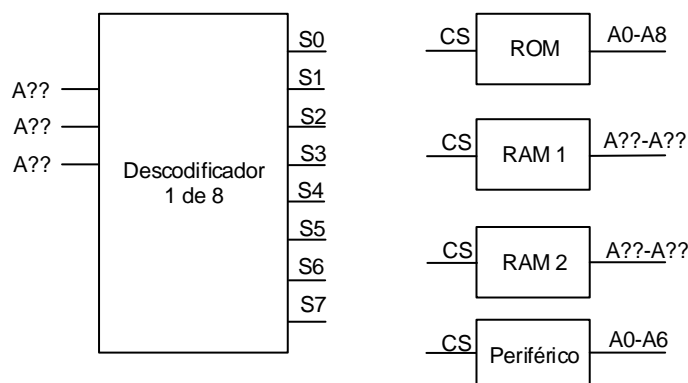 A??
A??
A??
Descodificador
1 de 8
S0
S1
S2
S3
S4
S5
S6
S7
CS
ROM
A0-A8
CS
RAM 1
A??-A??
CS
RAM 2
A??-A??
CS
Periférico
A0-A6